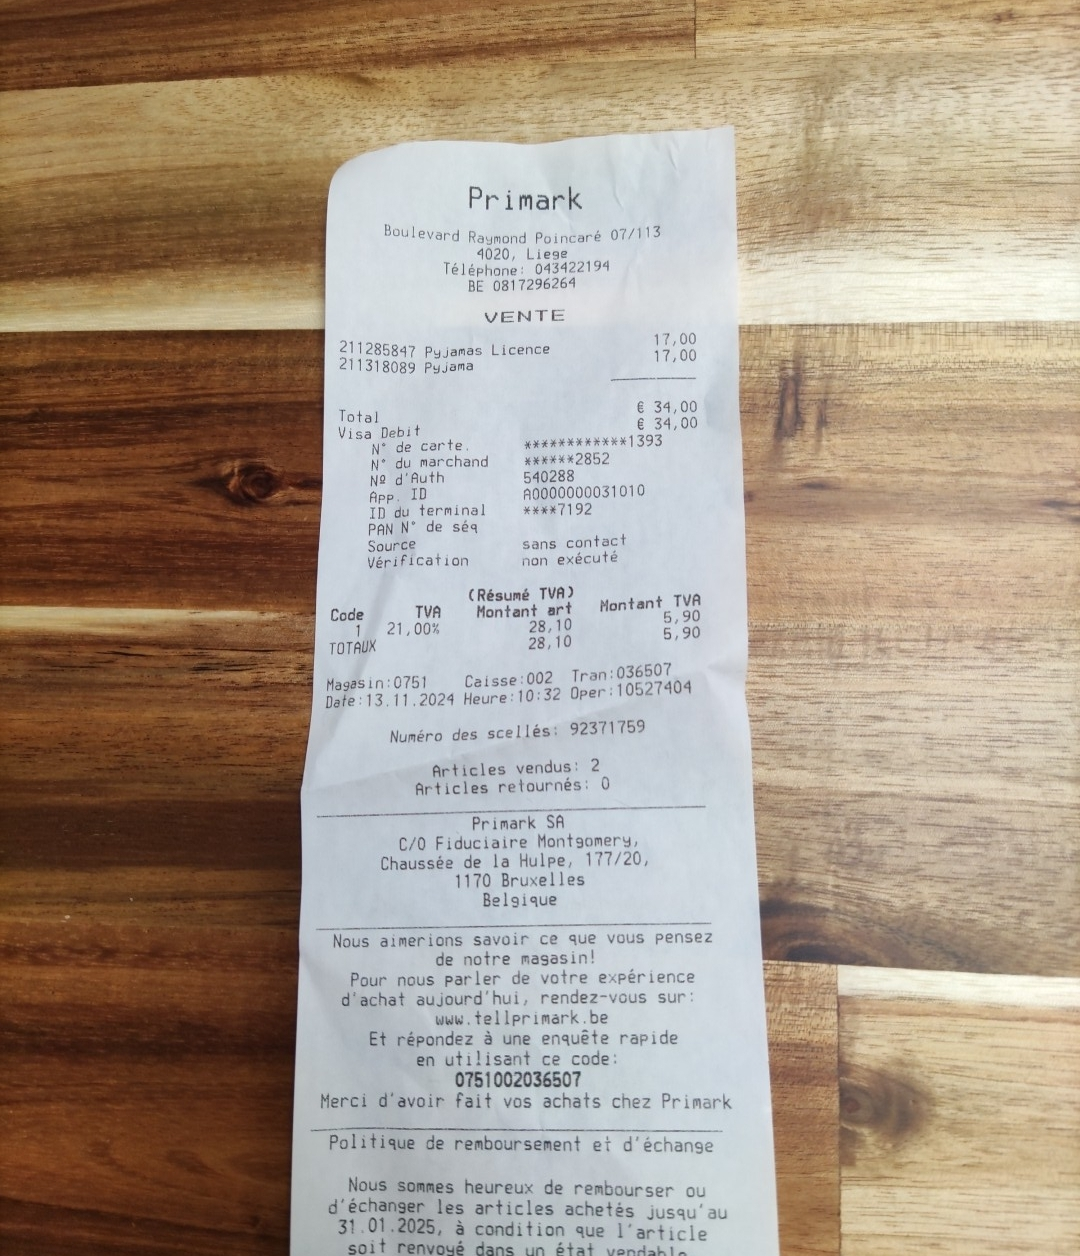 Primark
Boulevard Raymond Poincaré 07/113
4020, Liege
Téléphone: 043422194
BE 0817296264
VENTE
211285847 Pyjamas Licence 17,00
211318089 Pyjama 17,00
Total € 34,00
Visa Debit € 34,00
N° de carte. ************1393
N° du marchand ******2852
Nº d'Auth 540288
App. ID A0000000031010
ID du terminal ****7192
PAN N° de séq
Source sans contact
Vérification non exécuté
(Résumé TVA)
Code TVA Montant art Montant TVA
1 21,00% 28,10 5,90
TOTAUX 28,10 5,90
Magasin:0751 Caisse:002 Tran:036507
Date:13.11.2024 Heure:10:32 Oper:10527404
Numéro des scellés: 92371759
Articles vendus: 2
Articles retournés: 0
Primark SA
C/O Fiduciaire Montgomery,
Chaussée de la Hulpe, 177/20,
1170 Bruxelles
Belgique
Nous aimerions savoir ce que vous pensez
de notre magasin!
Pour nous parler de votre expérience
d'achat aujourd'hui, rendez-vous sur:
www.tellprimark.be
Et répondez à une enquête rapide
en utilisant ce code:
0751002036507
Merci d'avoir fait vos achats chez Primark
Politique de remboursement et d'échange
Nous sommes heureux de rembourser ou
d'échanger les articles achetés jusqu'au
31.01.2025, à condition que l'article
soit renvoyé dans un état vendable